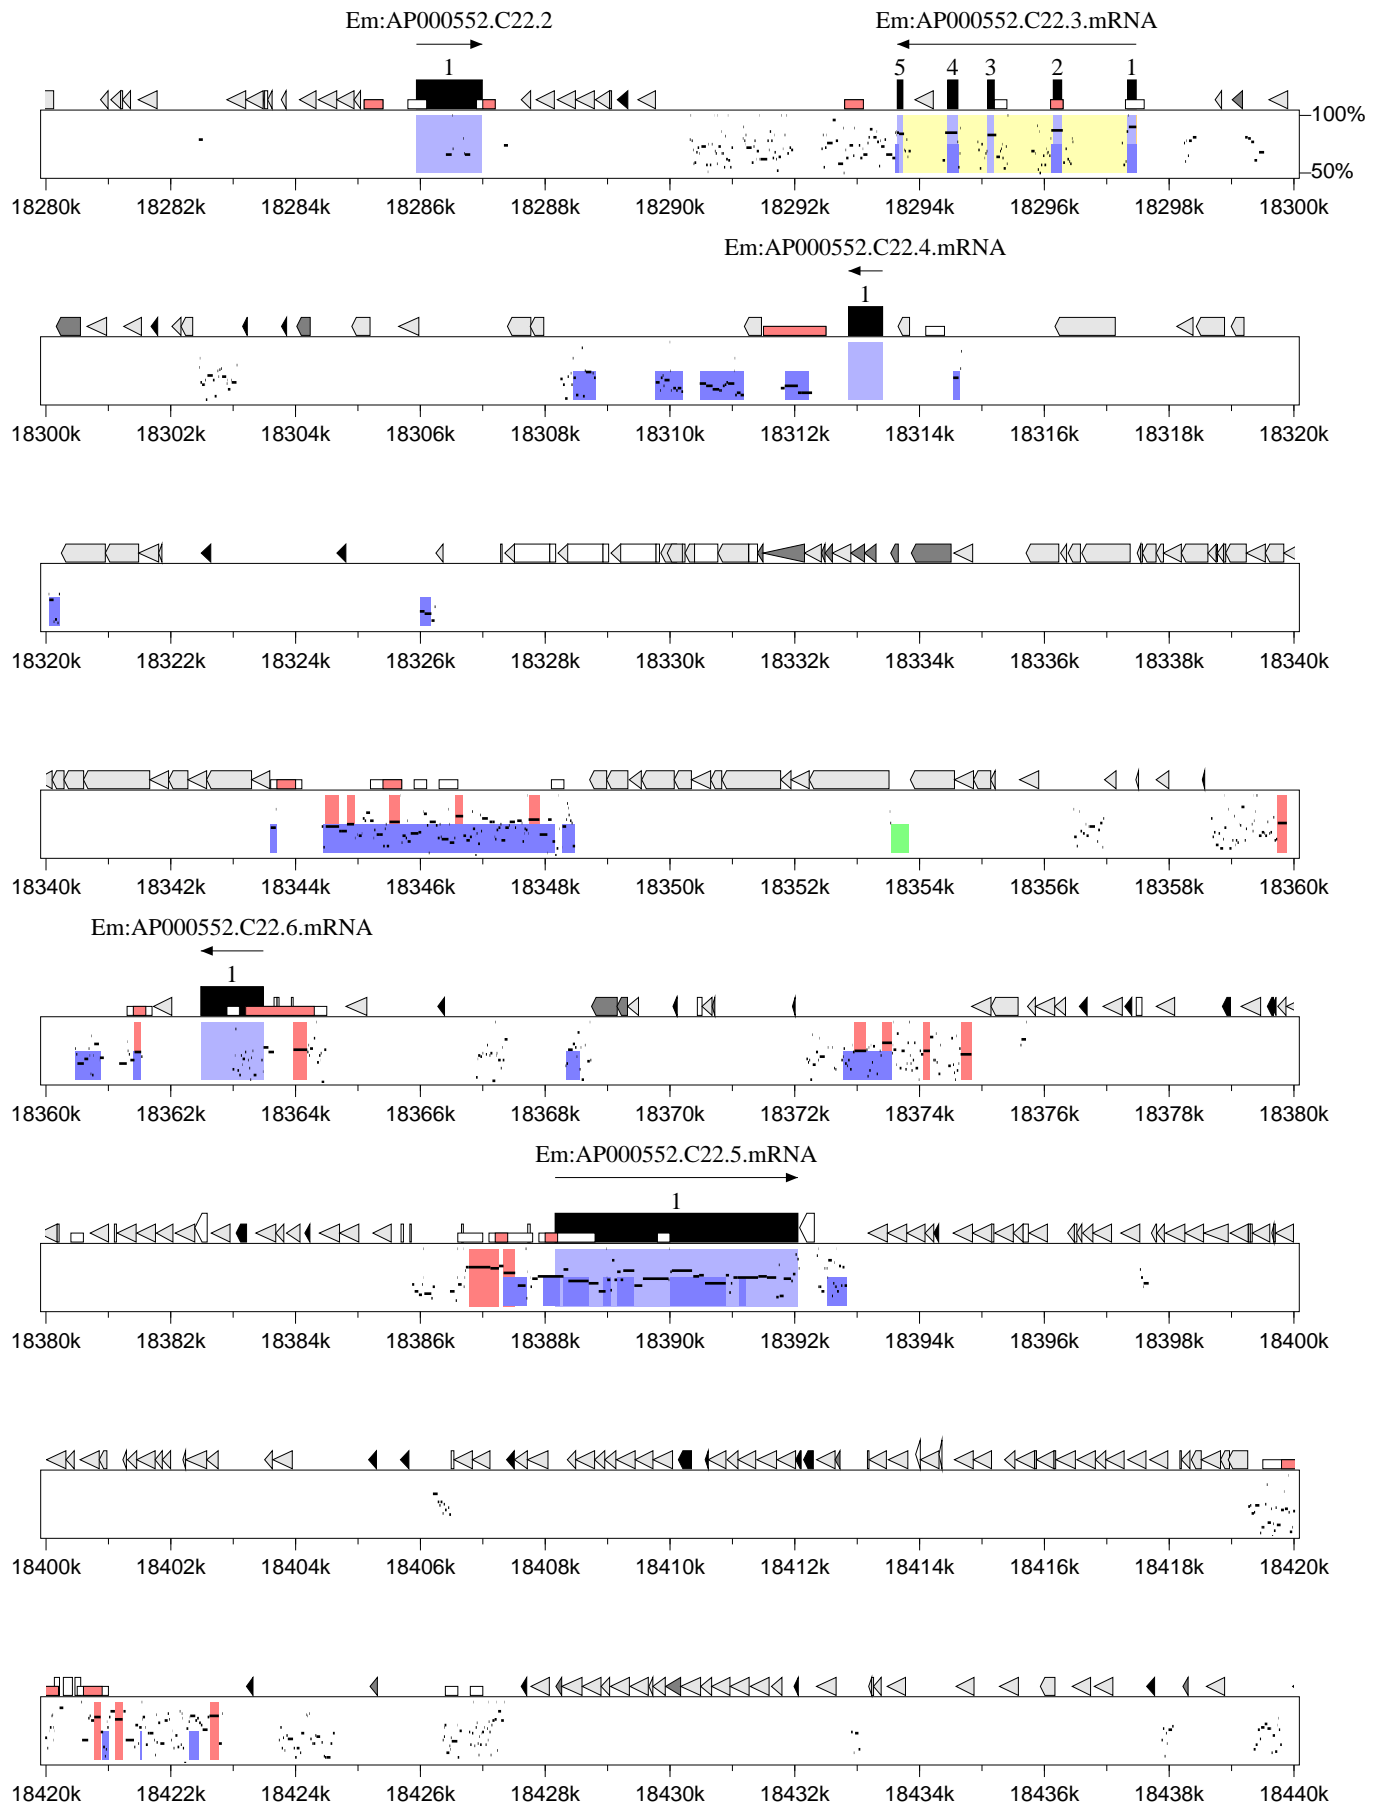 Em:AP000552.C22.2 Em:AP000552.C22.3.mRNA
1 5 4 3 2 1
100%
50%
18280k 18282k 18284k 18286k 18288k 18290k 18292k 18294k 18296k 18298k 18300k
Em:AP000552.C22.4.mRNA
1
18300k 18302k 18304k 18306k 18308k 18310k 18312k 18314k 18316k 18318k 18320k
18320k 18322k 18324k 18326k 18328k 18330k 18332k 18334k 18336k 18338k 18340k
18340k 18342k 18344k 18346k 18348k 18350k 18352k 18354k 18356k 18358k 18360k
Em:AP000552.C22.6.mRNA
1
18360k 18362k 18364k 18366k 18368k 18370k 18372k 18374k 18376k 18378k 18380k
Em:AP000552.C22.5.mRNA
1
18380k 18382k 18384k 18386k 18388k 18390k 18392k 18394k 18396k 18398k 18400k
18400k 18402k 18404k 18406k 18408k 18410k 18412k 18414k 18416k 18418k 18420k
18420k 18422k 18424k 18426k 18428k 18430k 18432k 18434k 18436k 18438k 18440k